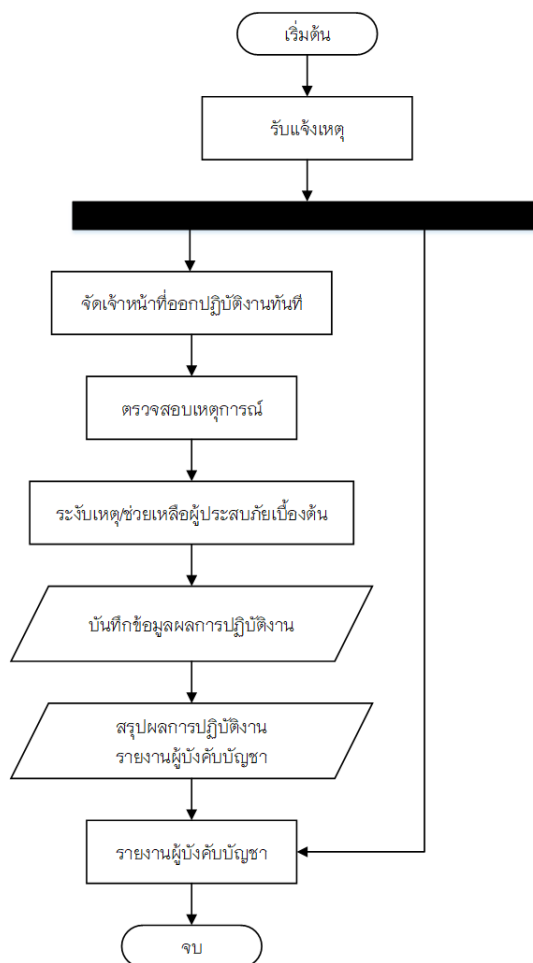 เริ่มต้น
รับแจ้งเหตุ
จัดเจ้าหน้าที่ออกปฏิบัติงานทันที
ตรวจสอบเหตุการณ์
ระงับเหตุ/ช่วยเหลือผู้ประสบภัยเบื้องต้น
บันทึกข้อมูลผลการปฏิบัติงาน
สรุปผลการปฏิบัติงาน
รายงานผู้บังคับบัญชา
รายงานผู้บังคับบัญชา
จบ